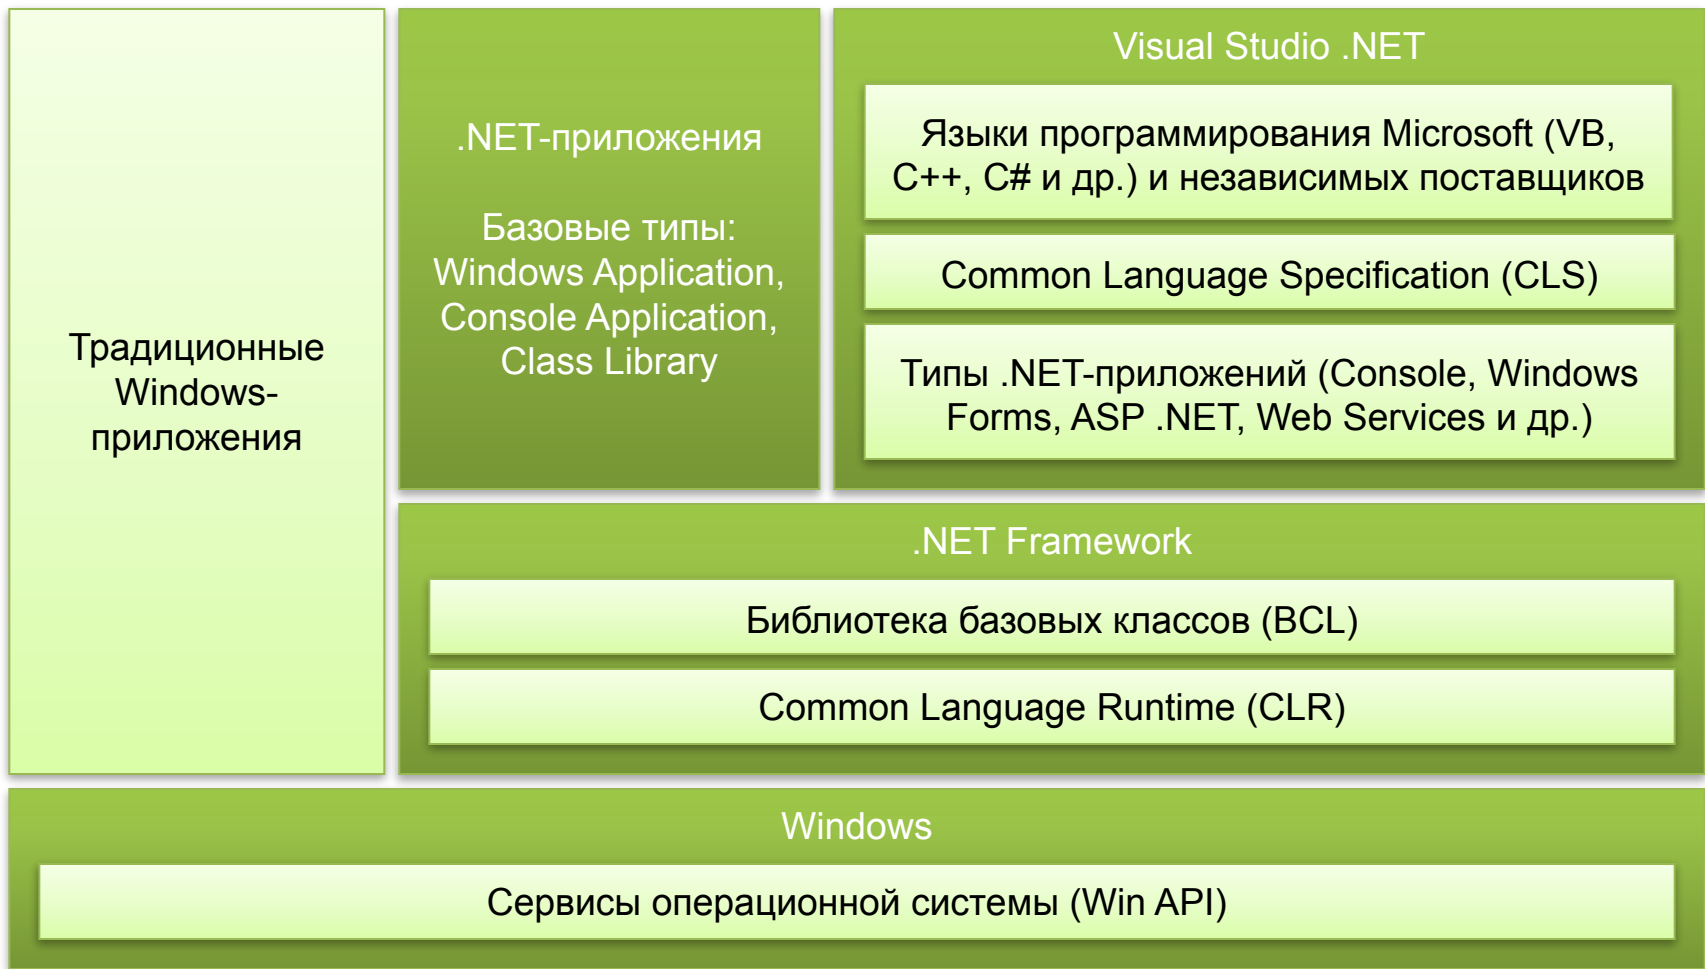 Традиционные
Windows-
приложения
.NET-приложения
Базовые типы:
Windows Application,
Console Application,
Class Library
Visual Studio .NET
Языки программирования Microsoft (VB,
C++, C# и др.) и независимых поставщиков
Common Language Specification (CLS)
Типы .NET-приложений (Console, Windows
Forms, ASP .NET, Web Services и др.)
.NET Framework
Библиотека базовых классов (BCL)
Common Language Runtime (CLR)
Windows
Сервисы операционной системы (Win API)